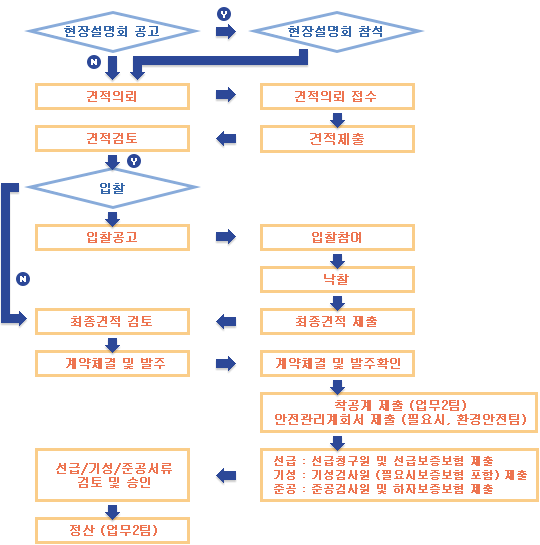 현장설명회 공고
Y
현장설명회 참석
N
견적의뢰
견적의뢰 접수
견적검토
견적제출
Y
입찰
입찰공고
입찰참여
N
낙찰
최종견적 검토
최종견적 제출
계약체결 및 발주
계약체결 및 발주확인
착공계 제출 (업무2팀)
안전관리계획서 제출 (필요시, 환경안전팀)
선급/기성/준공서류
검토 및 승인
선급 : 선급청구원 및 선급보증보험 제출
기성 : 기성검사원 (필요시보증보험 포함) 제출
준공 : 준공검사원 및 하자보증보험 제출
정산 (업무2팀)